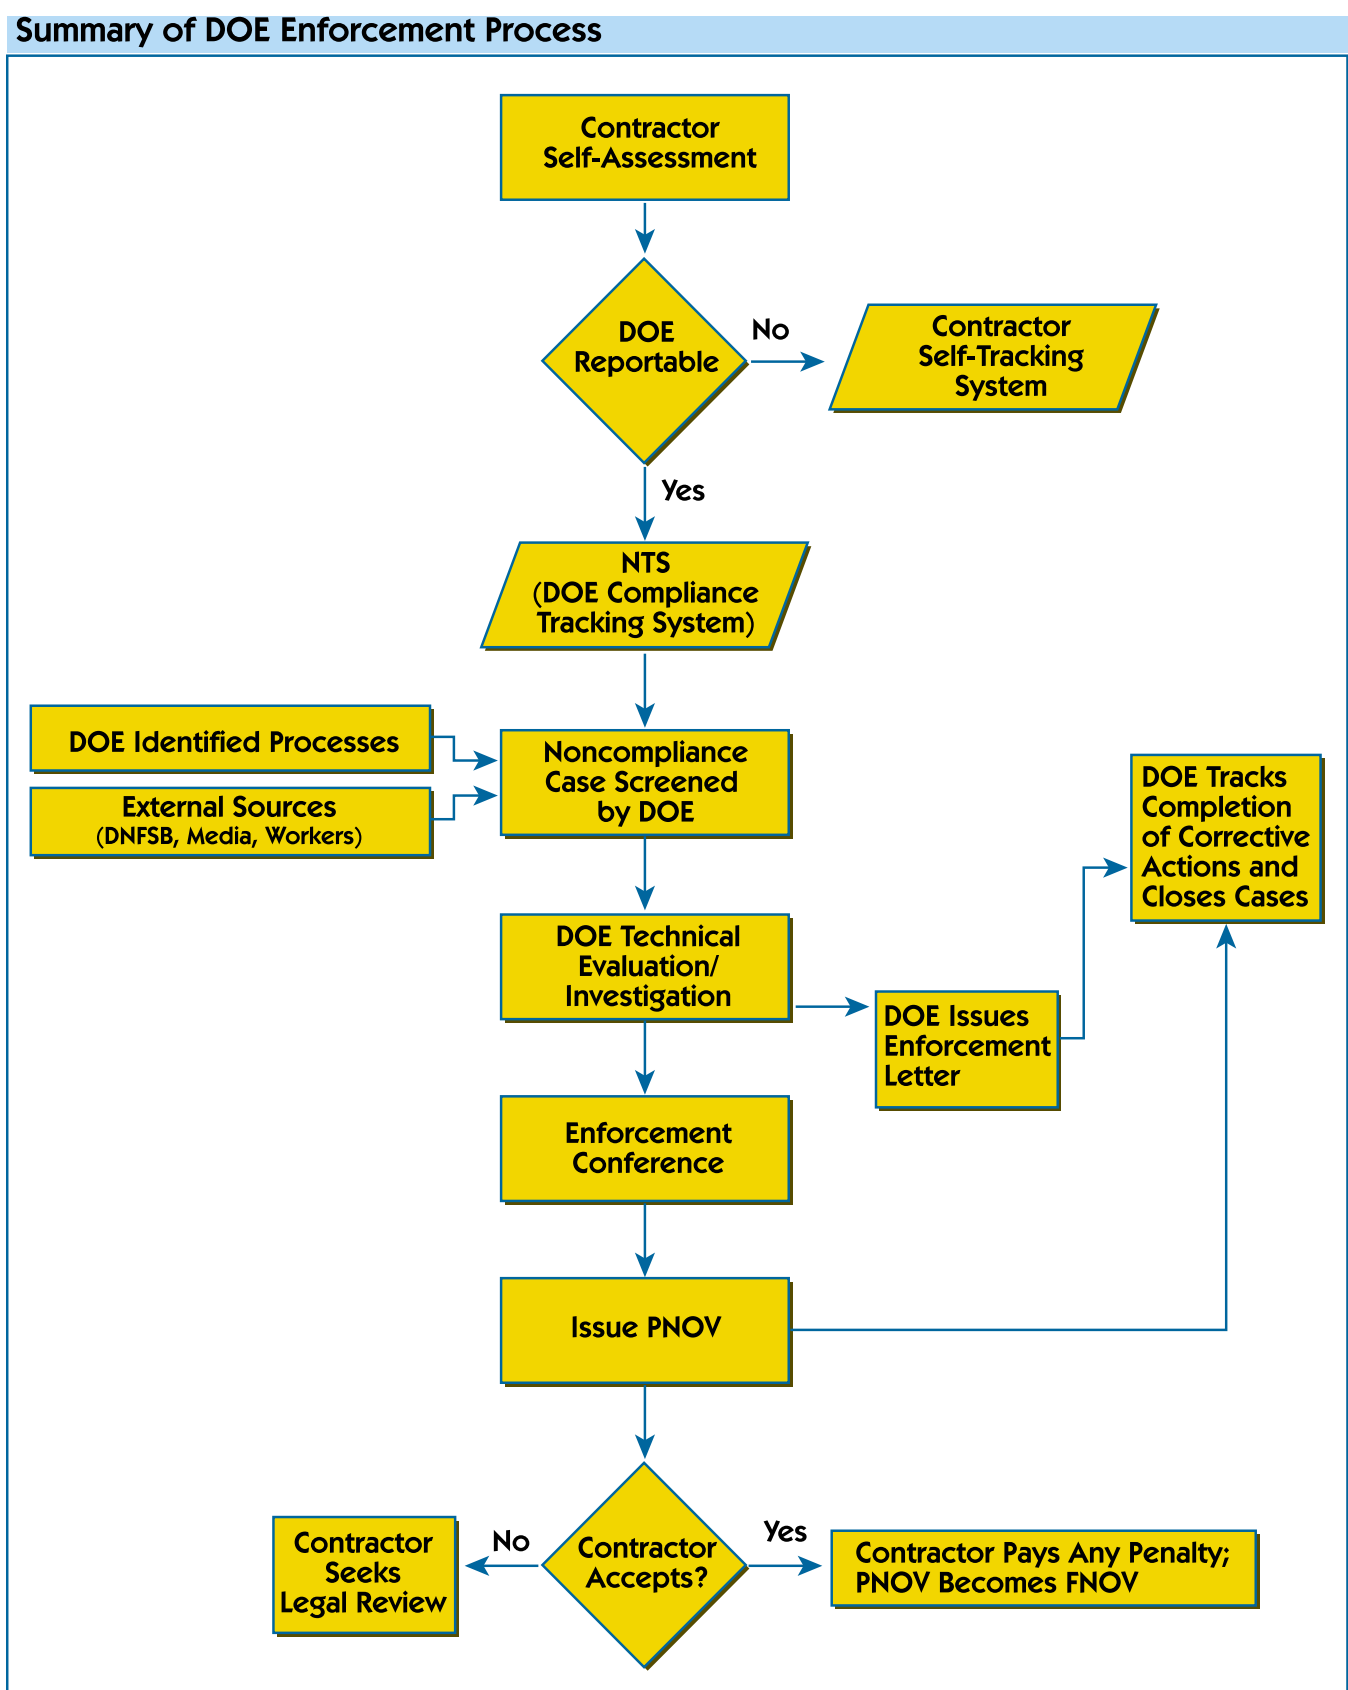 Summary of DOE Enforcement Process
Contractor
Self-Assessment
DOE
Reportable
No
Contractor
Self-Tracking
System
Yes
NTS
(DOE Compliance
Tracking System)
DOE Identified Processes
External Sources
(DNFSB, Media, Workers)
Noncompliance
Case Screened
by DOE
DOE Tracks
Completion
of Corrective
Actions and
Closes Cases
DOE Technical
Evaluation/
Investigation
DOE Issues
Enforcement
Letter
Enforcement
Conference
Issue PNOV
Contractor
Accepts?
No
Contractor
Seeks
Legal Review
Yes
Contractor Pays Any Penalty;
PNOV Becomes FNOV